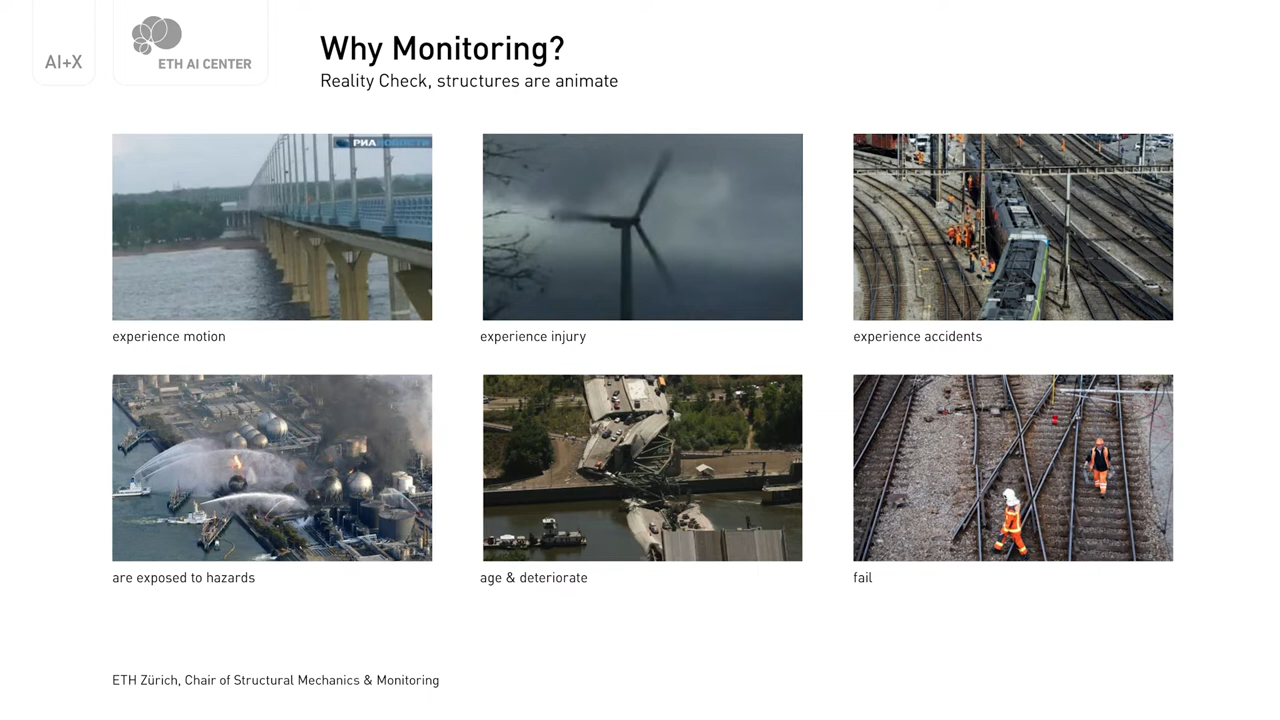 AI+X
ETH AI CENTER
Why Monitoring?
Reality Check, structures are animate
РИА НОВОСТИ
experience motion
experience injury
experience accidents
are exposed to hazards
age & deteriorate
fail
ETH Zürich, Chair of Structural Mechanics & Monitoring